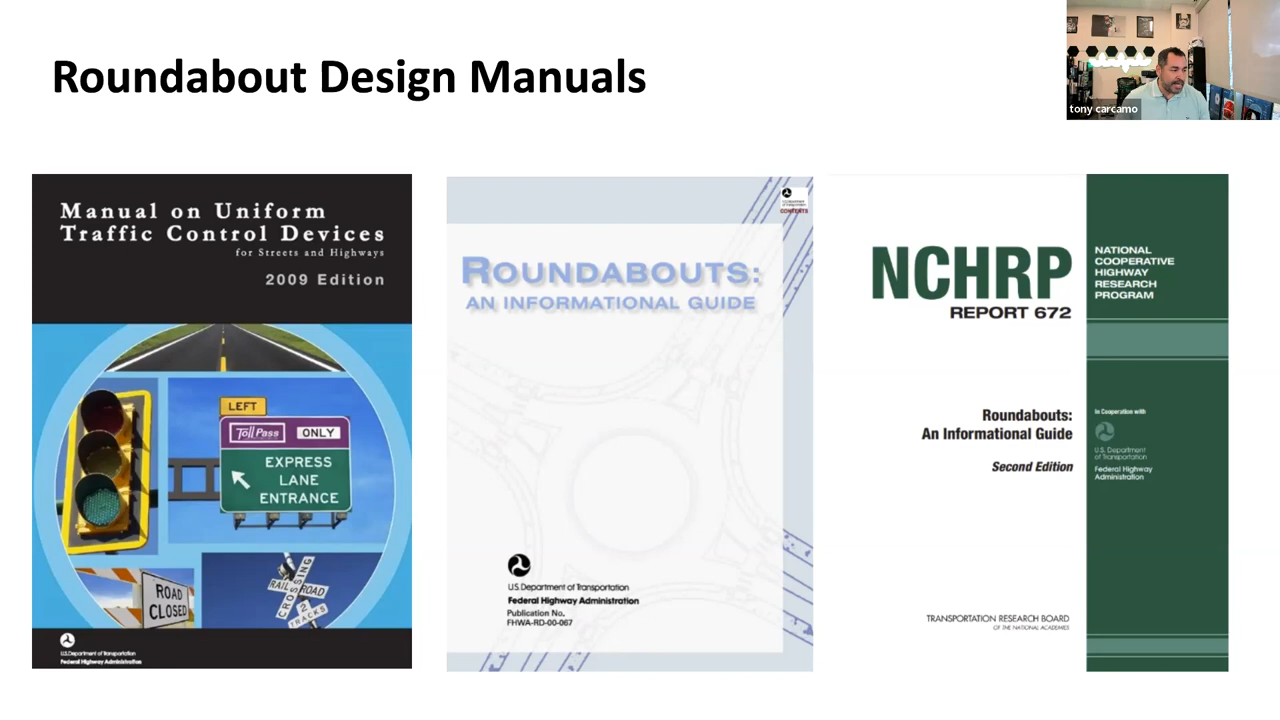 Roundabout Design Manuals
tony carcamo
Manual on Uniform
Traffic Control Devices
for Streets and Highways
2009 Edition
LEFT
Toll Pass ONLY
EXPRESS
LANE
ENTRANCE
ROAD
CLOSED
RAILROAD
CROSSING
2
TRACKS
U.S. Department of Transportation
Federal Highway Administration
CONTENTS
ROUNDABOUTS:
AN INFORMATIONAL GUIDE
U.S. Department of Transportation
Federal Highway Administration
Publication No.
FHWA-RD-00-067
NCHRP
REPORT 672
NATIONAL
COOPERATIVE
HIGHWAY
RESEARCH
PROGRAM
Roundabouts:
An Informational Guide
Second Edition
In Cooperation with
U.S. Department
of Transportation
Federal Highway
Administration
TRANSPORTATION RESEARCH BOARD
OF THE NATIONAL ACADEMIES